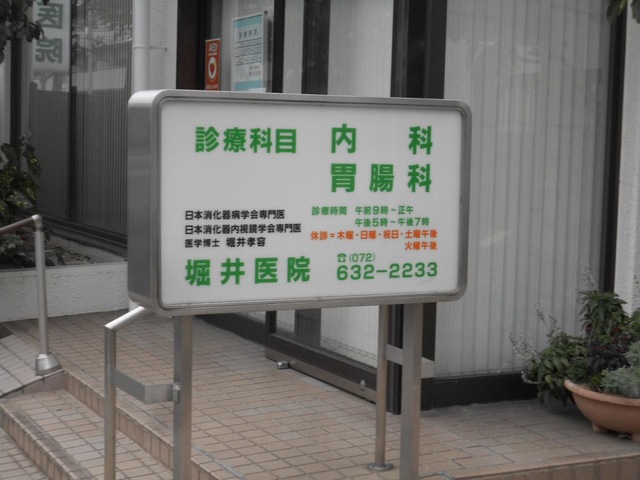 医院
診療科目 内科
胃腸科
日本消化器病学会専門医
日本消化器内視鏡学会専門医
医学博士 堀井孝容
診療時間 午前9時～正午
午後5時～午後7時
休診＝木曜・日曜・祝日・土曜午後
火曜午後
堀井医院
☎(072)
632-2233